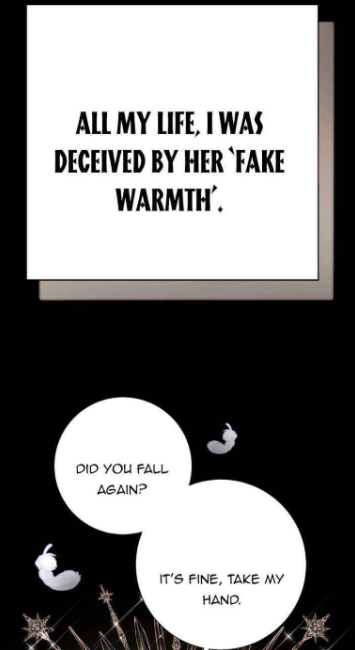 ALL MY LIFE, I WAS
DECEIVED BY HER 'FAKE
WARMTH'.
DID YOU FALL
AGAIN?
IT'S FINE, TAKE MY
HAND.